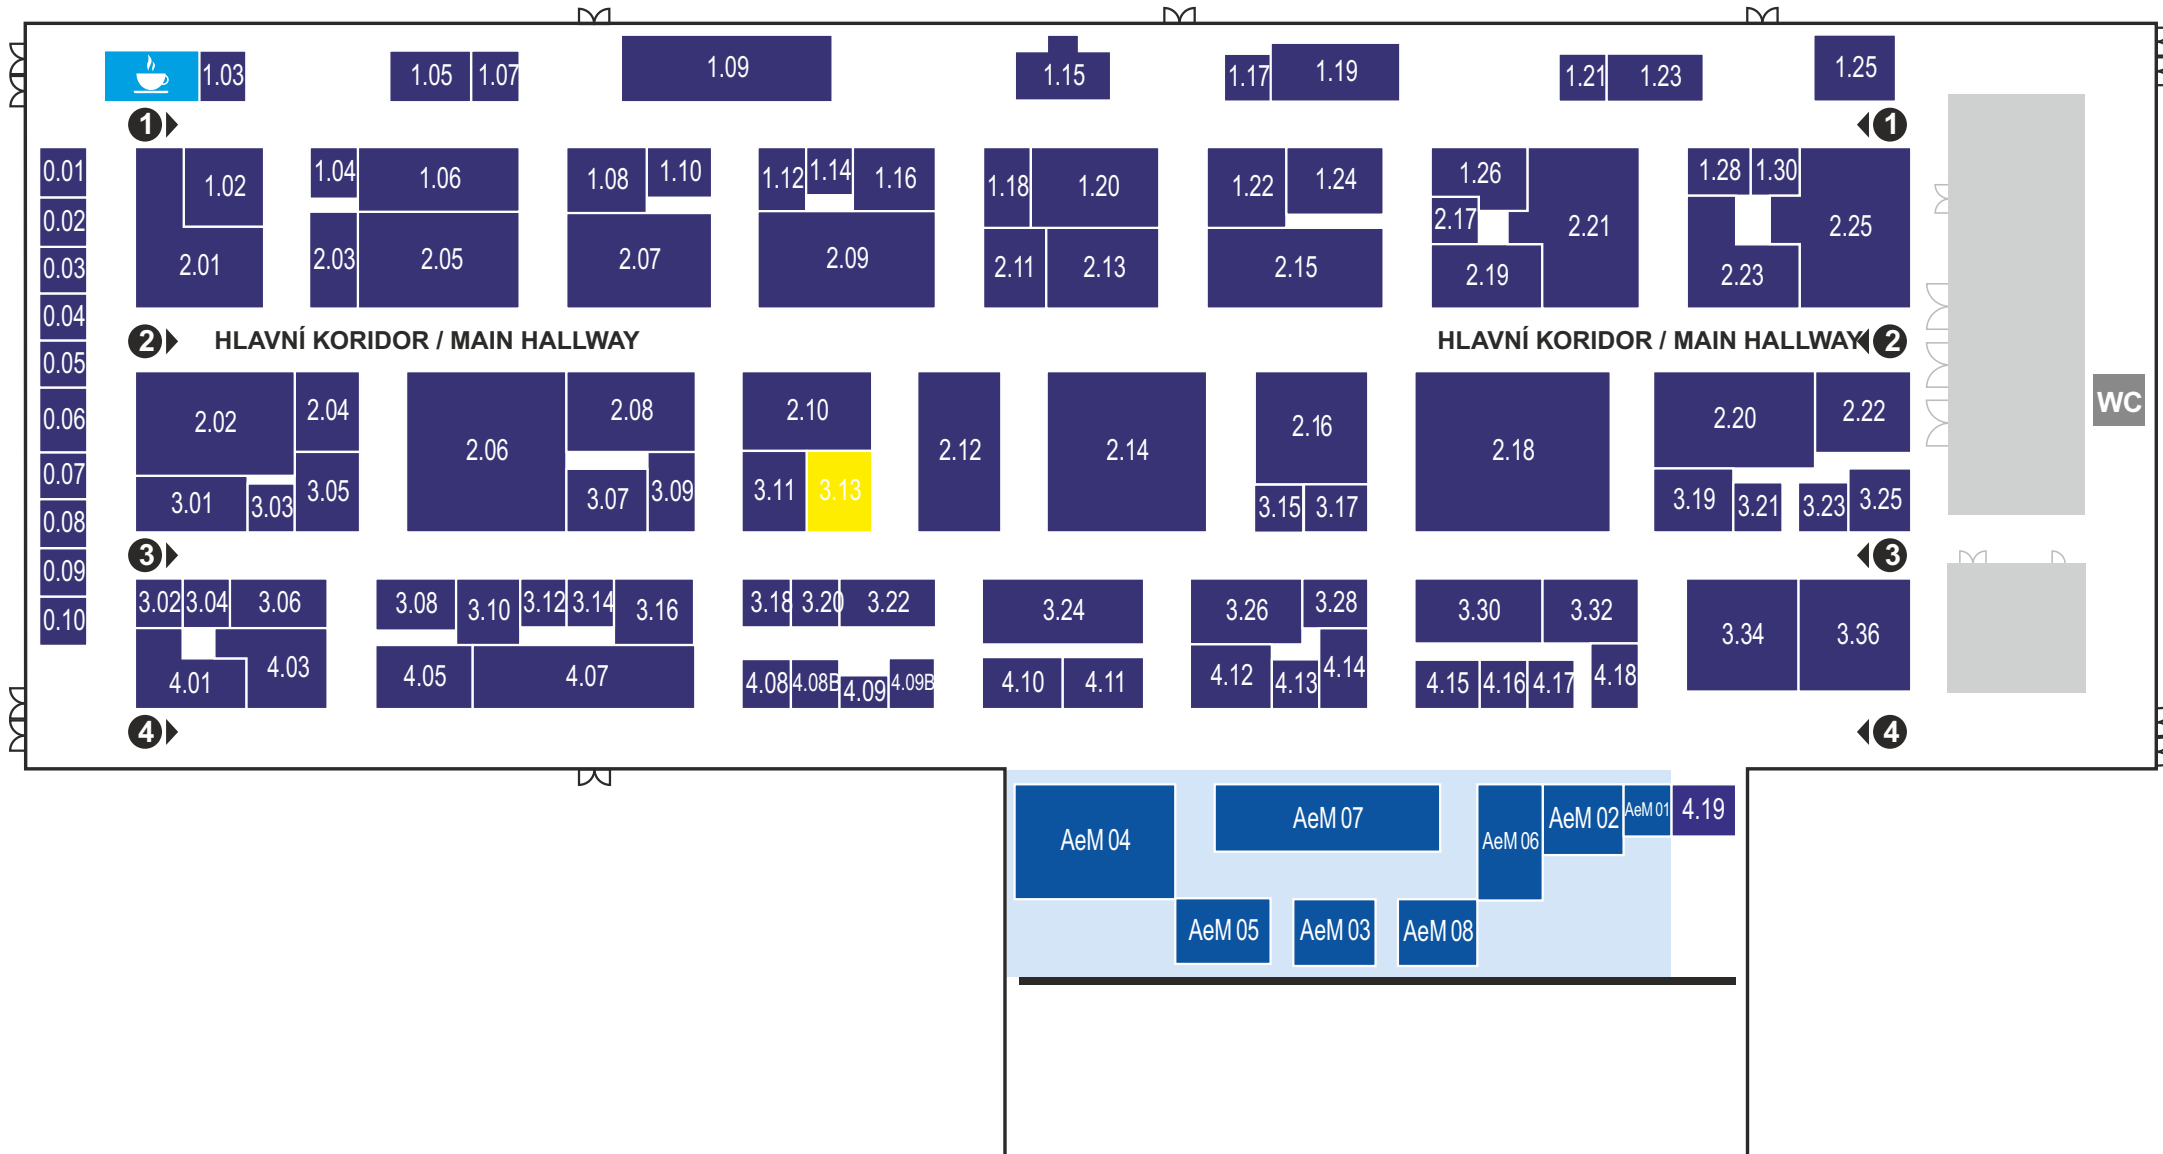 1.03 1.05 1.07 1.09 1.15 1.17 1.19 1.21 1.23 1.25
1 1
0.01 1.02 1.04 1.06 1.08 1.10 1.12 1.14 1.16 1.18 1.20 1.22 1.24 1.26 1.28 1.30
0.02 2.17 2.21 2.25
0.03 2.01 2.03 2.05 2.07 2.09 2.11 2.13 2.15 2.19 2.23
0.04
2 HLAVNÍ KORIDOR / MAIN HALLWAY HLAVNÍ KORIDOR / MAIN HALLWAY 2
0.05
0.06 2.02 2.04 2.06 2.08 2.10 2.12 2.14 2.16 2.18 2.20 2.22 WC
0.07
0.08 3.01 3.03 3.05 3.07 3.09 3.11 3.13 3.15 3.17 3.19 3.21 3.23 3.25
3 3
0.09
0.10 3.02 3.04 3.06 3.08 3.10 3.12 3.14 3.16 3.18 3.20 3.22 3.24 3.26 3.28 3.30 3.32 3.34 3.36
4.01 4.03 4.05 4.07 4.08 4.08B 4.09 4.09B 4.10 4.11 4.12 4.13 4.14 4.15 4.16 4.17 4.18
4 4
AeM 04 AeM 07 AeM 06 AeM 02 AeM 01 4.19
AeM 05 AeM 03 AeM 08